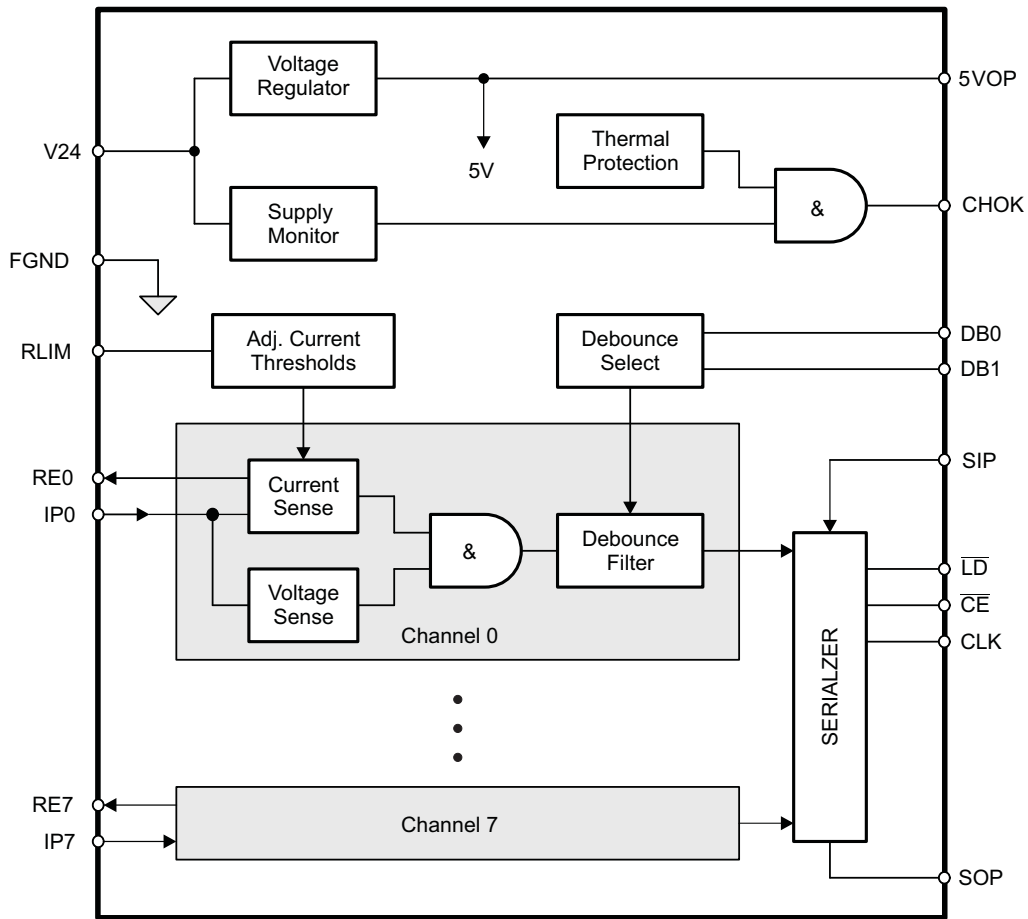 Voltage
Regulator
5VOP
V24
5V
Thermal
Protection
&
CHOK
Supply
Monitor
FGND
RLIM
Adj. Current
Thresholds
Debounce
Select
DB0
DB1
RE0
IP0
Current
Sense
&
Debounce
Filter
Voltage
Sense
Channel 0
SIP
LD
CE
CLK
SERIALZER
RE7
IP7
Channel 7
SOP